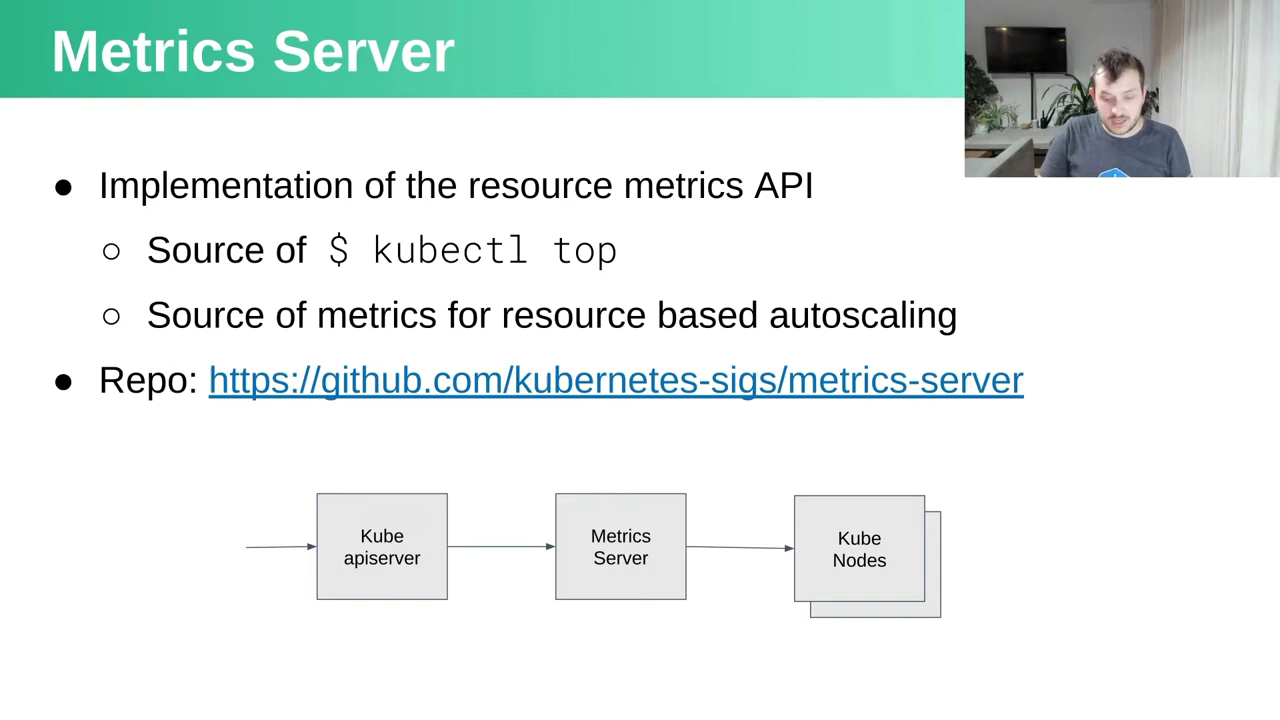 Metrics Server
● Implementation of the resource metrics API
○ Source of $ kubectl top
○ Source of metrics for resource based autoscaling
● Repo: https://github.com/kubernetes-sigs/metrics-server
Kube
apiserver
Metrics
Server
Kube
Nodes